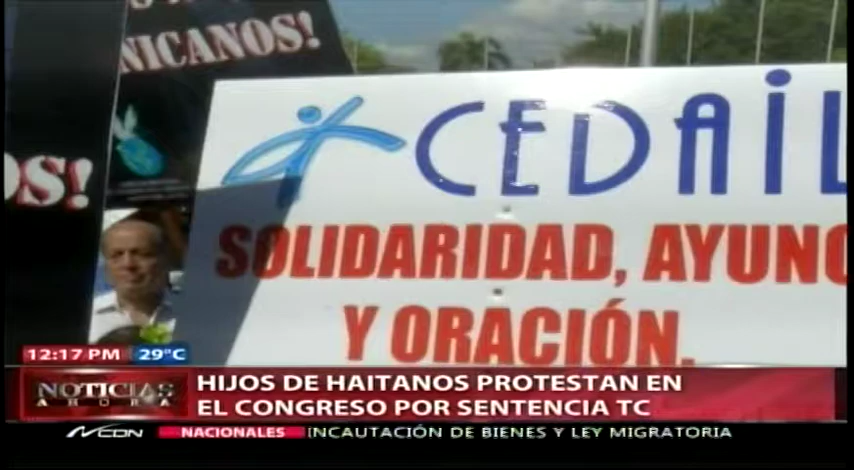 NICANOS!
OS!
CEDAIL
SOLIDARIDAD, AYUNO
Y ORACIÓN.
12:17 PM 29°C
NOTICIAS
AHORA
HIJOS DE HAITANOS PROTESTAN EN
EL CONGRESO POR SENTENCIA TC
CDN NACIONALES INCAUTACIÓN DE BIENES Y LEY MIGRATORIA